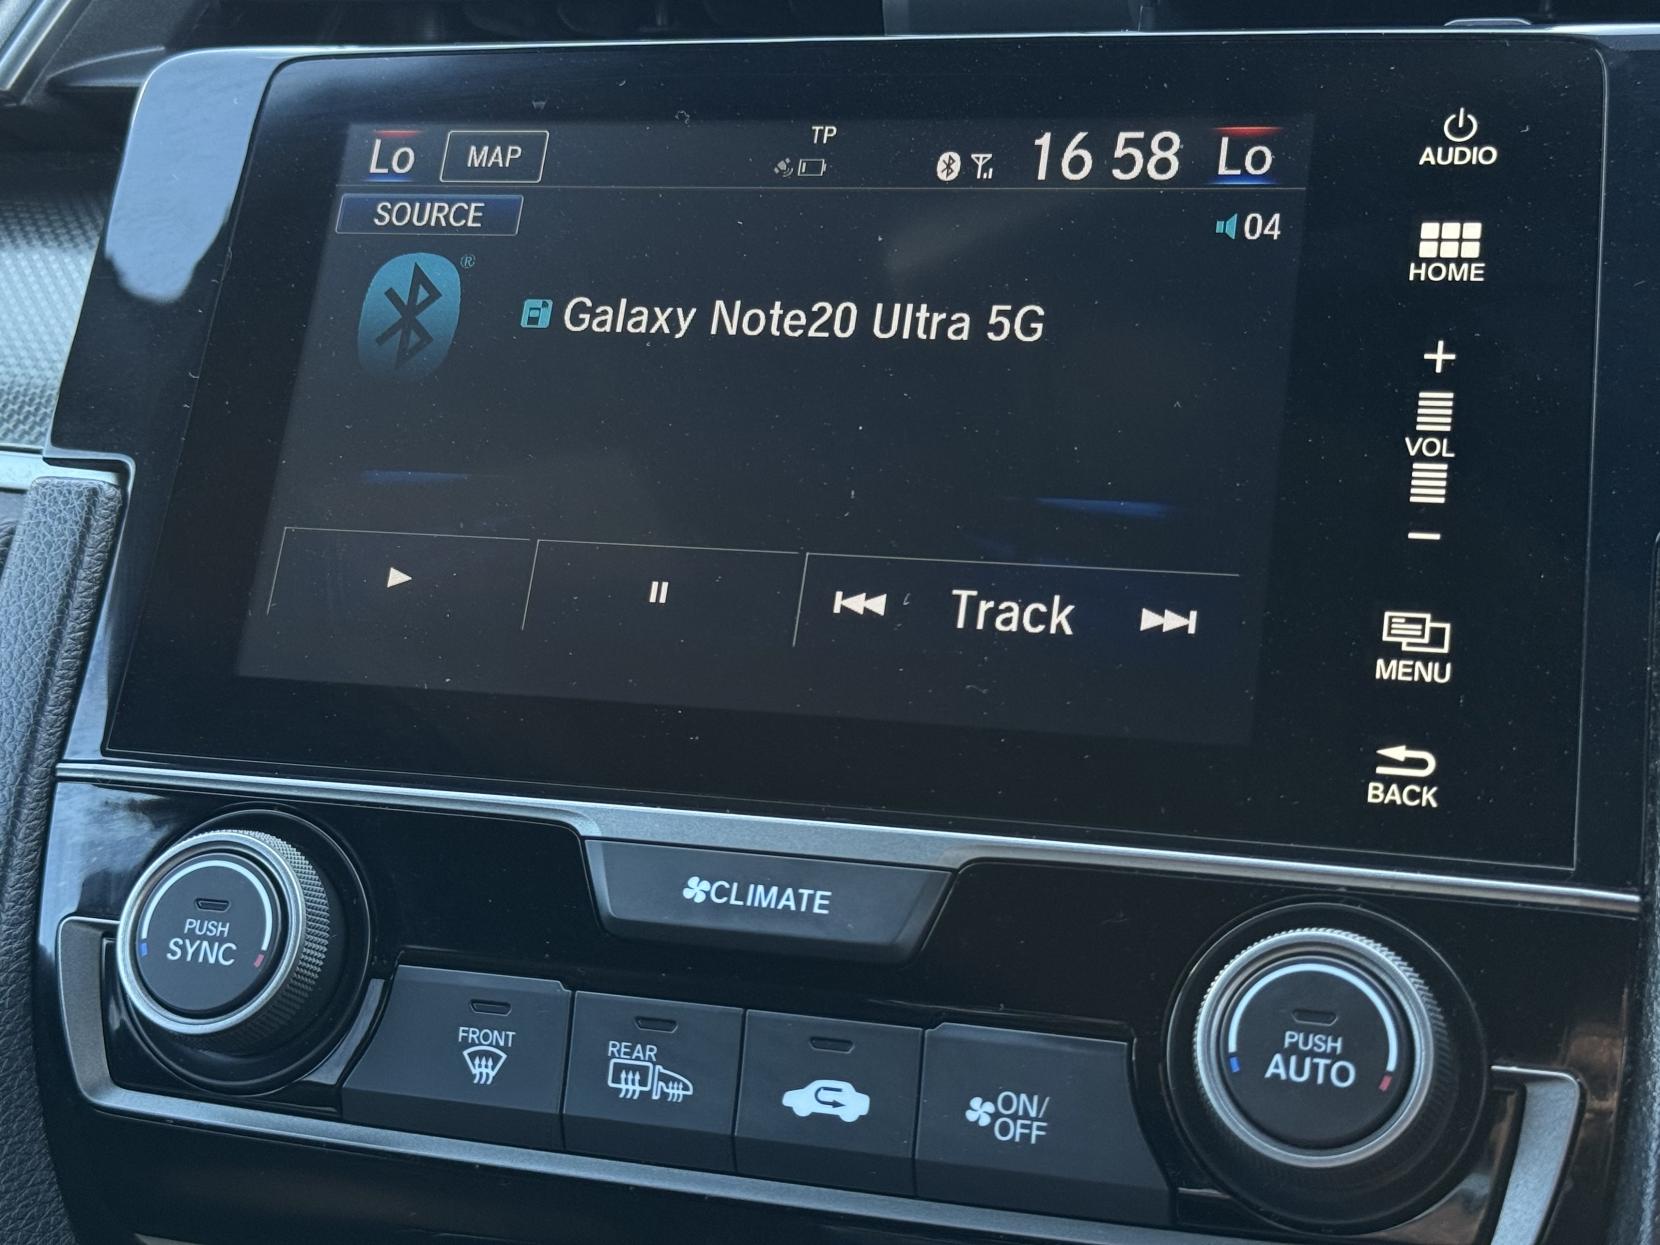 Lo MAP TP 16 58 Lo
AUDIO
SOURCE
04
HOME
®
Galaxy Note20 Ultra 5G
VOL
Track
MENU
BACK
CLIMATE
PUSH
SYNC
FRONT
REAR
ON/
OFF
PUSH
AUTO